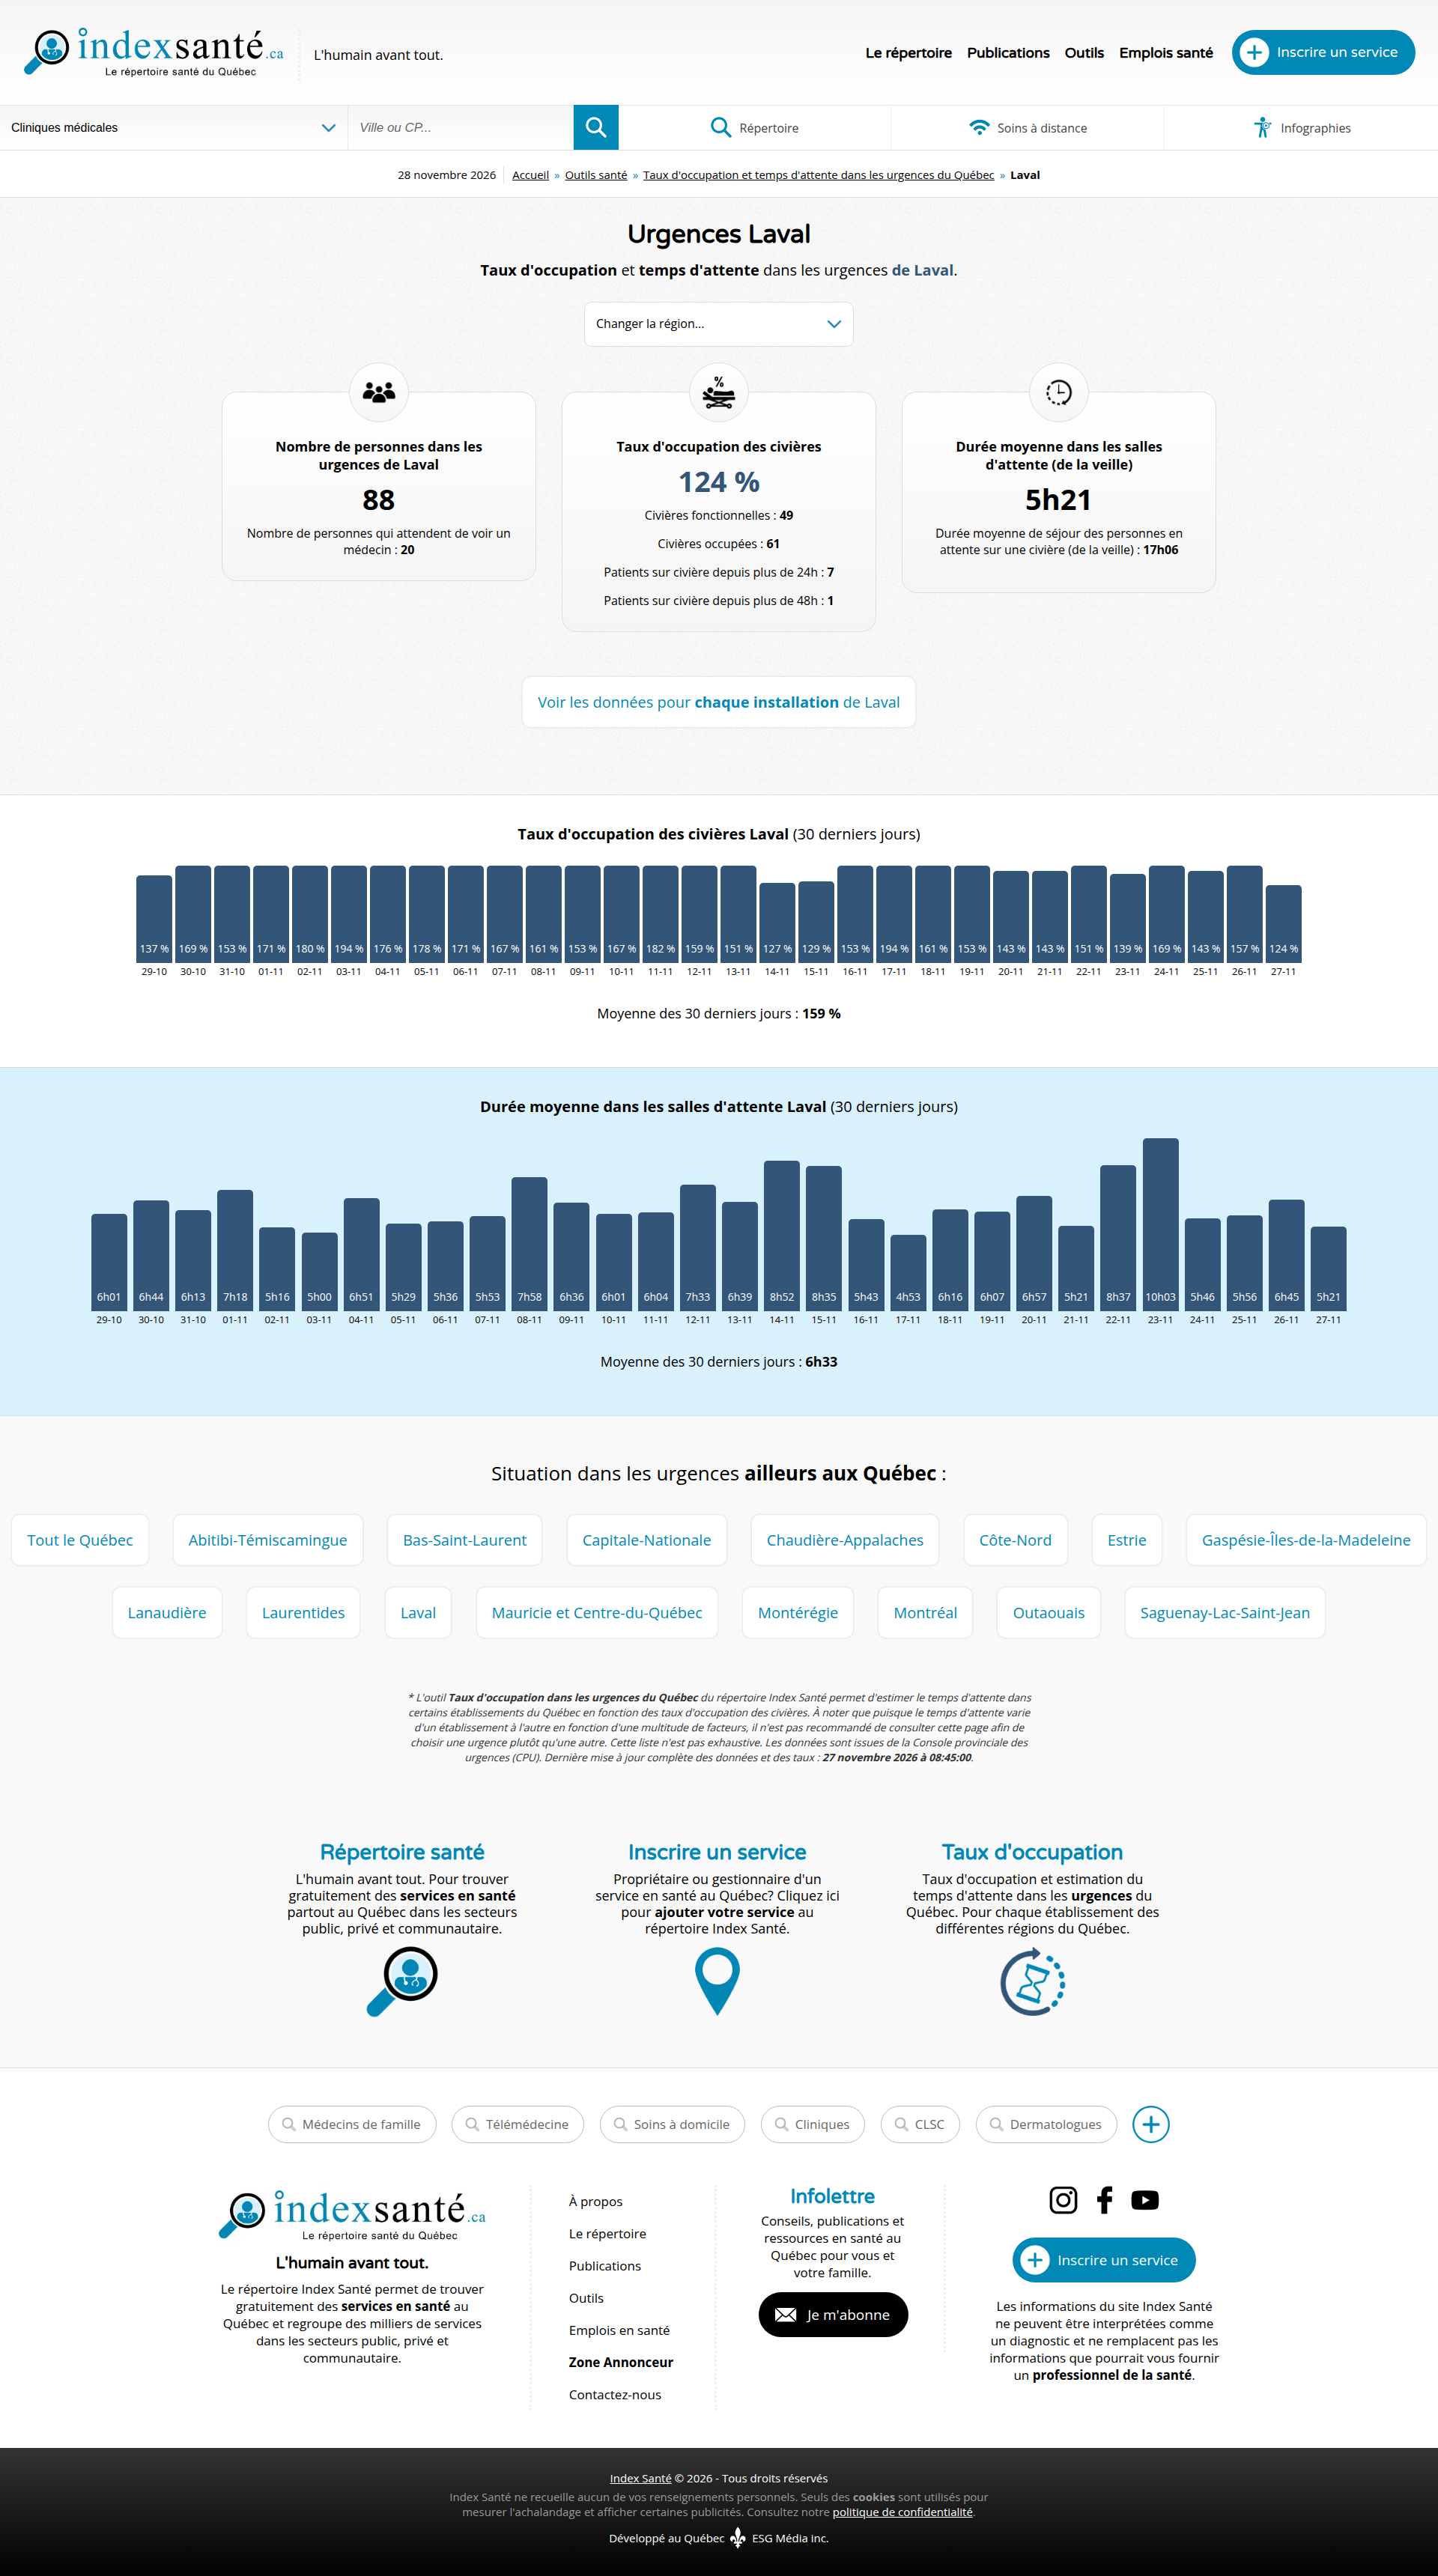 indexsanté.ca
Le répertoire santé du Québec
L'humain avant tout.
Le répertoire Publications Outils Emplois santé Inscrire un service
Cliniques médicales Ville ou CP... Répertoire Soins à distance Infographies
28 novembre 2026 Accueil » Outils santé » Taux d'occupation et temps d'attente dans les urgences du Québec » Laval
Urgences Laval
Taux d'occupation et temps d'attente dans les urgences de Laval.
Changer la région...
Nombre de personnes dans les
urgences de Laval
88
Nombre de personnes qui attendent de voir un
médecin : 20
%
Taux d'occupation des civières
124 %
Civières fonctionnelles : 49
Civières occupées : 61
Patients sur civière depuis plus de 24h : 7
Patients sur civière depuis plus de 48h : 1
Durée moyenne dans les salles
d'attente (de la veille)
5h21
Durée moyenne de séjour des personnes en
attente sur une civière (de la veille) : 17h06
Voir les données pour chaque installation de Laval
Taux d'occupation des civières Laval (30 derniers jours)
137 % 169 % 153 % 171 % 180 % 194 % 176 % 178 % 171 % 167 % 161 % 153 % 167 % 182 % 159 % 151 % 127 % 129 % 153 % 194 % 161 % 153 % 143 % 143 % 151 % 139 % 169 % 143 % 157 % 124 %
29-10 30-10 31-10 01-11 02-11 03-11 04-11 05-11 06-11 07-11 08-11 09-11 10-11 11-11 12-11 13-11 14-11 15-11 16-11 17-11 18-11 19-11 20-11 21-11 22-11 23-11 24-11 25-11 26-11 27-11
Moyenne des 30 derniers jours : 159 %
Durée moyenne dans les salles d'attente Laval (30 derniers jours)
6h01 6h44 6h13 7h18 5h16 5h00 6h51 5h29 5h36 5h53 7h58 6h36 6h01 6h04 7h33 6h39 8h52 8h35 5h43 4h53 6h16 6h07 6h57 5h21 8h37 10h03 5h46 5h56 6h45 5h21
29-10 30-10 31-10 01-11 02-11 03-11 04-11 05-11 06-11 07-11 08-11 09-11 10-11 11-11 12-11 13-11 14-11 15-11 16-11 17-11 18-11 19-11 20-11 21-11 22-11 23-11 24-11 25-11 26-11 27-11
Moyenne des 30 derniers jours : 6h33
Situation dans les urgences ailleurs aux Québec :
Tout le Québec Abitibi-Témiscamingue Bas-Saint-Laurent Capitale-Nationale Chaudière-Appalaches Côte-Nord Estrie Gaspésie-Îles-de-la-Madeleine
Lanaudière Laurentides Laval Mauricie et Centre-du-Québec Montérégie Montréal Outaouais Saguenay-Lac-Saint-Jean
* L'outil Taux d'occupation dans les urgences du Québec du répertoire Index Santé permet d'estimer le temps d'attente dans
certains établissements du Québec en fonction des taux d'occupation des civières. À noter que puisque le temps d'attente varie
d'un établissement à l'autre en fonction d'une multitude de facteurs, il n'est pas recommandé de consulter cette page afin de
choisir une urgence plutôt qu'une autre. Cette liste n'est pas exhaustive. Les données sont issues de la Console provinciale des
urgences (CPU). Dernière mise à jour complète des données et des taux : 27 novembre 2026 à 08:45:00.
Répertoire santé
L'humain avant tout. Pour trouver
gratuitement des services en santé
partout au Québec dans les secteurs
public, privé et communautaire.
Inscrire un service
Propriétaire ou gestionnaire d'un
service en santé au Québec? Cliquez ici
pour ajouter votre service au
répertoire Index Santé.
Taux d'occupation
Taux d'occupation et estimation du
temps d'attente dans les urgences du
Québec. Pour chaque établissement des
différentes régions du Québec.
Médecins de famille Télémédecine Soins à domicile Cliniques CLSC Dermatologues
indexsanté.ca
Le répertoire santé du Québec
L'humain avant tout.
Le répertoire Index Santé permet de trouver
gratuitement des services en santé au
Québec et regroupe des milliers de services
dans les secteurs public, privé et
communautaire.
À propos
Le répertoire
Publications
Outils
Emplois en santé
Zone Annonceur
Contactez-nous
Infolettre
Conseils, publications et
ressources en santé au
Québec pour vous et
votre famille.
Je m'abonne
Inscrire un service
Les informations du site Index Santé
ne peuvent être interprétées comme
un diagnostic et ne remplacent pas les
informations que pourrait vous fournir
un professionnel de la santé.
Index Santé © 2026 - Tous droits réservés
Index Santé ne recueille aucun de vos renseignements personnels. Seuls des cookies sont utilisés pour
mesurer l'achalandage et afficher certaines publicités. Consultez notre politique de confidentialité.
Développé au Québec ESG Média inc.